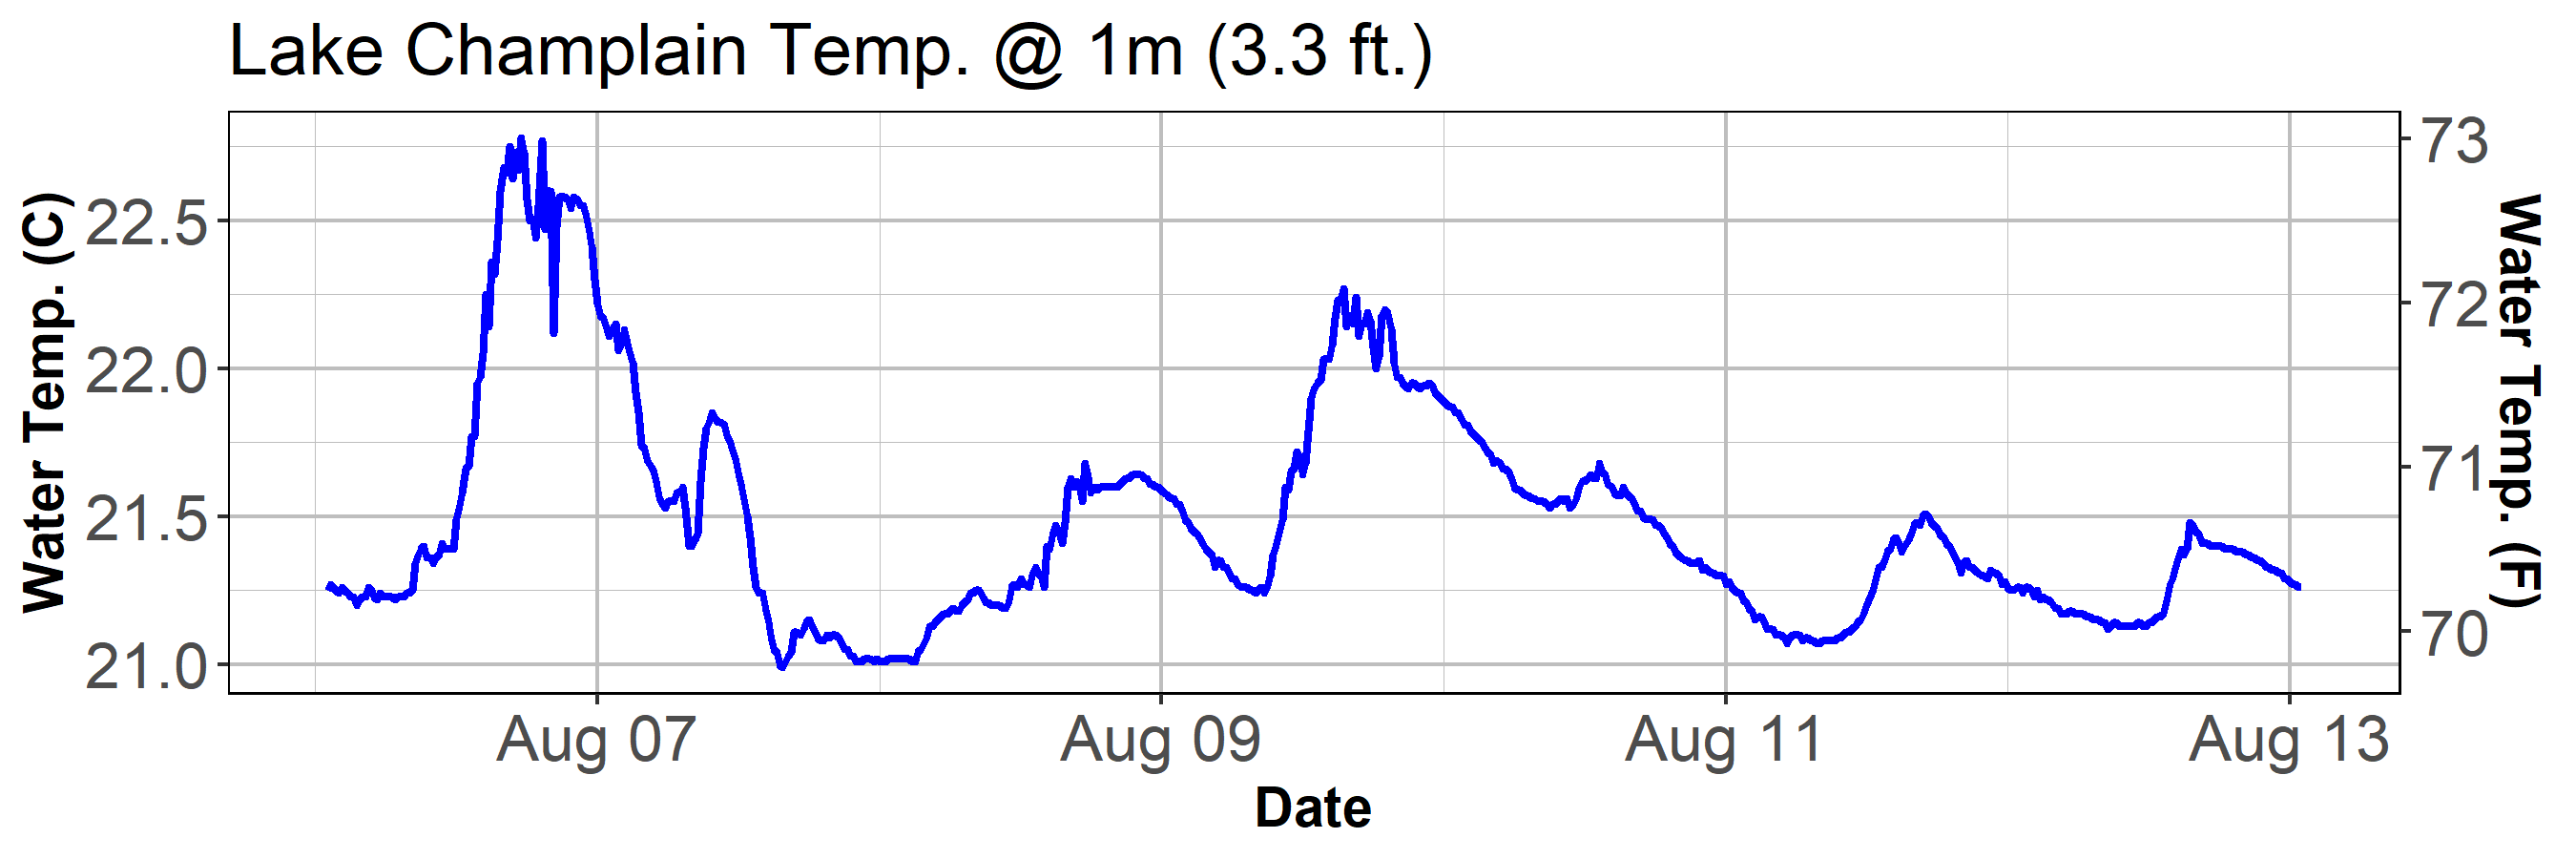 Lake Champlain Temp. @ 1m (3.3 ft.)
Water Temp. (C)
22.5
22.0
21.5
21.0
73
72
71
70
Water Temp. (F)
Aug 07
Aug 09
Aug 11
Aug 13
Date